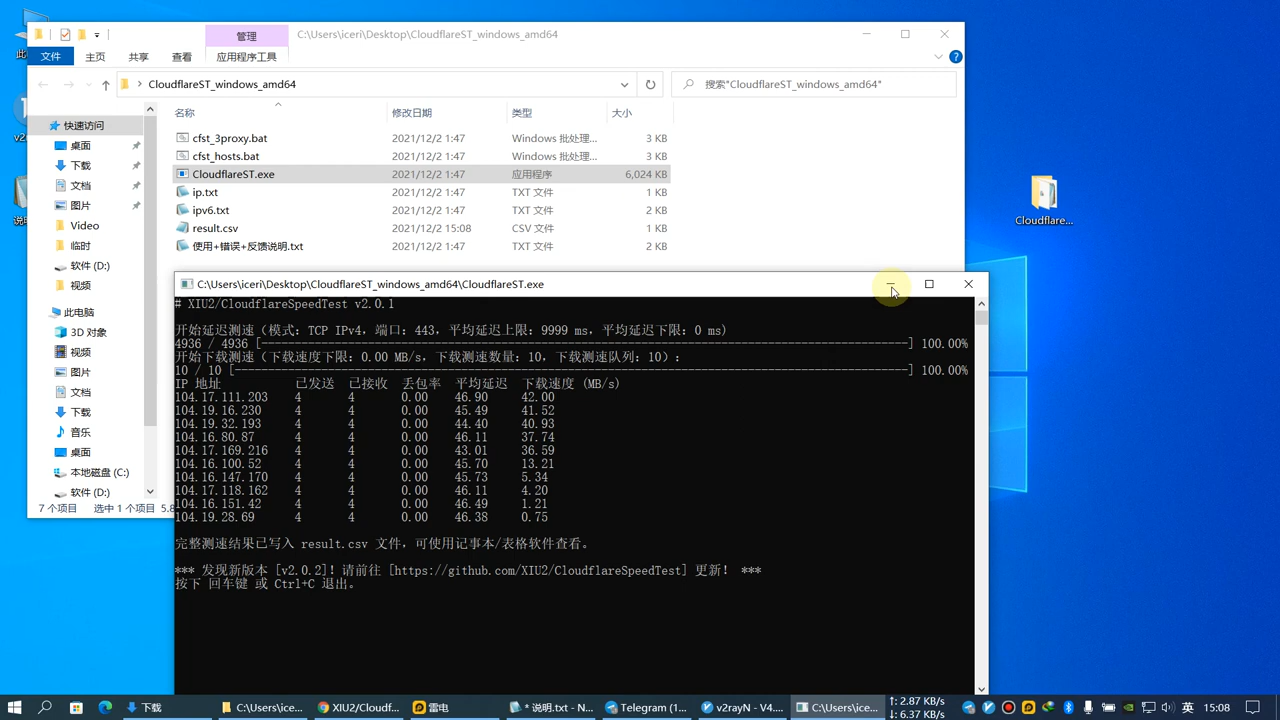 管理
C:\Users\iceri\Desktop\CloudflareST_windows_amd64
文件
主页
共享
查看
应用程序工具
CloudflareST_windows_amd64
搜索"CloudflareST_windows_amd64"
名称
修改日期
类型
大小
快速访问
桌面
下载
文档
图片
Video
临时
软件 (D:)
视频
此电脑
3D 对象
视频
图片
文档
下载
音乐
桌面
本地磁盘 (C:)
软件 (D:)
cfst_3proxy.bat 2021/12/2 1:47 Windows 批处理... 3 KB
cfst_hosts.bat 2021/12/2 1:47 Windows 批处理... 3 KB
CloudflareST.exe 2021/12/2 1:47 应用程序 6,024 KB
ip.txt 2021/12/2 1:47 TXT 文件 1 KB
ipv6.txt 2021/12/2 1:47 TXT 文件 2 KB
result.csv 2021/12/2 15:08 CSV 文件 1 KB
使用+错误+反馈说明.txt 2021/12/2 1:47 TXT 文件 2 KB
7 个项目 选中 1 个项目 5.8
Cloudflare...
C:\Users\iceri\Desktop\CloudflareST_windows_amd64\CloudflareST.exe
# XIU2/CloudflareSpeedTest v2.0.1
开始延迟测速（模式：TCP IPv4，端口：443，平均延迟上限：9999 ms，平均延迟下限：0 ms)
4936 / 4936 [-----------------------------------------------------------------------------------------] 100.00%
开始下载测速（下载速度下限：0.00 MB/s，下载测速数量：10，下载测速队列：10）：
10 / 10 [---------------------------------------------------------------------------------------------] 100.00%
IP 地址 已发送 已接收 丢包率 平均延迟 下载速度 (MB/s)
104.17.111.203 4 4 0.00 46.90 42.00
104.19.16.230 4 4 0.00 45.49 41.52
104.19.32.193 4 4 0.00 44.40 40.93
104.16.80.87 4 4 0.00 46.11 37.74
104.17.169.216 4 4 0.00 43.01 36.59
104.16.100.52 4 4 0.00 45.70 13.21
104.16.147.170 4 4 0.00 45.73 5.34
104.17.118.162 4 4 0.00 46.11 4.20
104.16.151.42 4 4 0.00 46.49 1.21
104.19.28.69 4 4 0.00 46.38 0.75
完整测速结果已写入 result.csv 文件，可使用记事本/表格软件查看。
*** 发现新版本 [v2.0.2]！请前往 [https://github.com/XIU2/CloudflareSpeedTest] 更新！ ***
按下 回车键 或 Ctrl+C 退出。
下载
C:\Users\ice...
XIU2/Cloudf...
雷电
* 说明.txt - N...
Telegram (1...
v2rayN - V4....
C:\Users\ice...
↑: 2.87 KB/s
↓: 6.37 KB/s
英
15:08